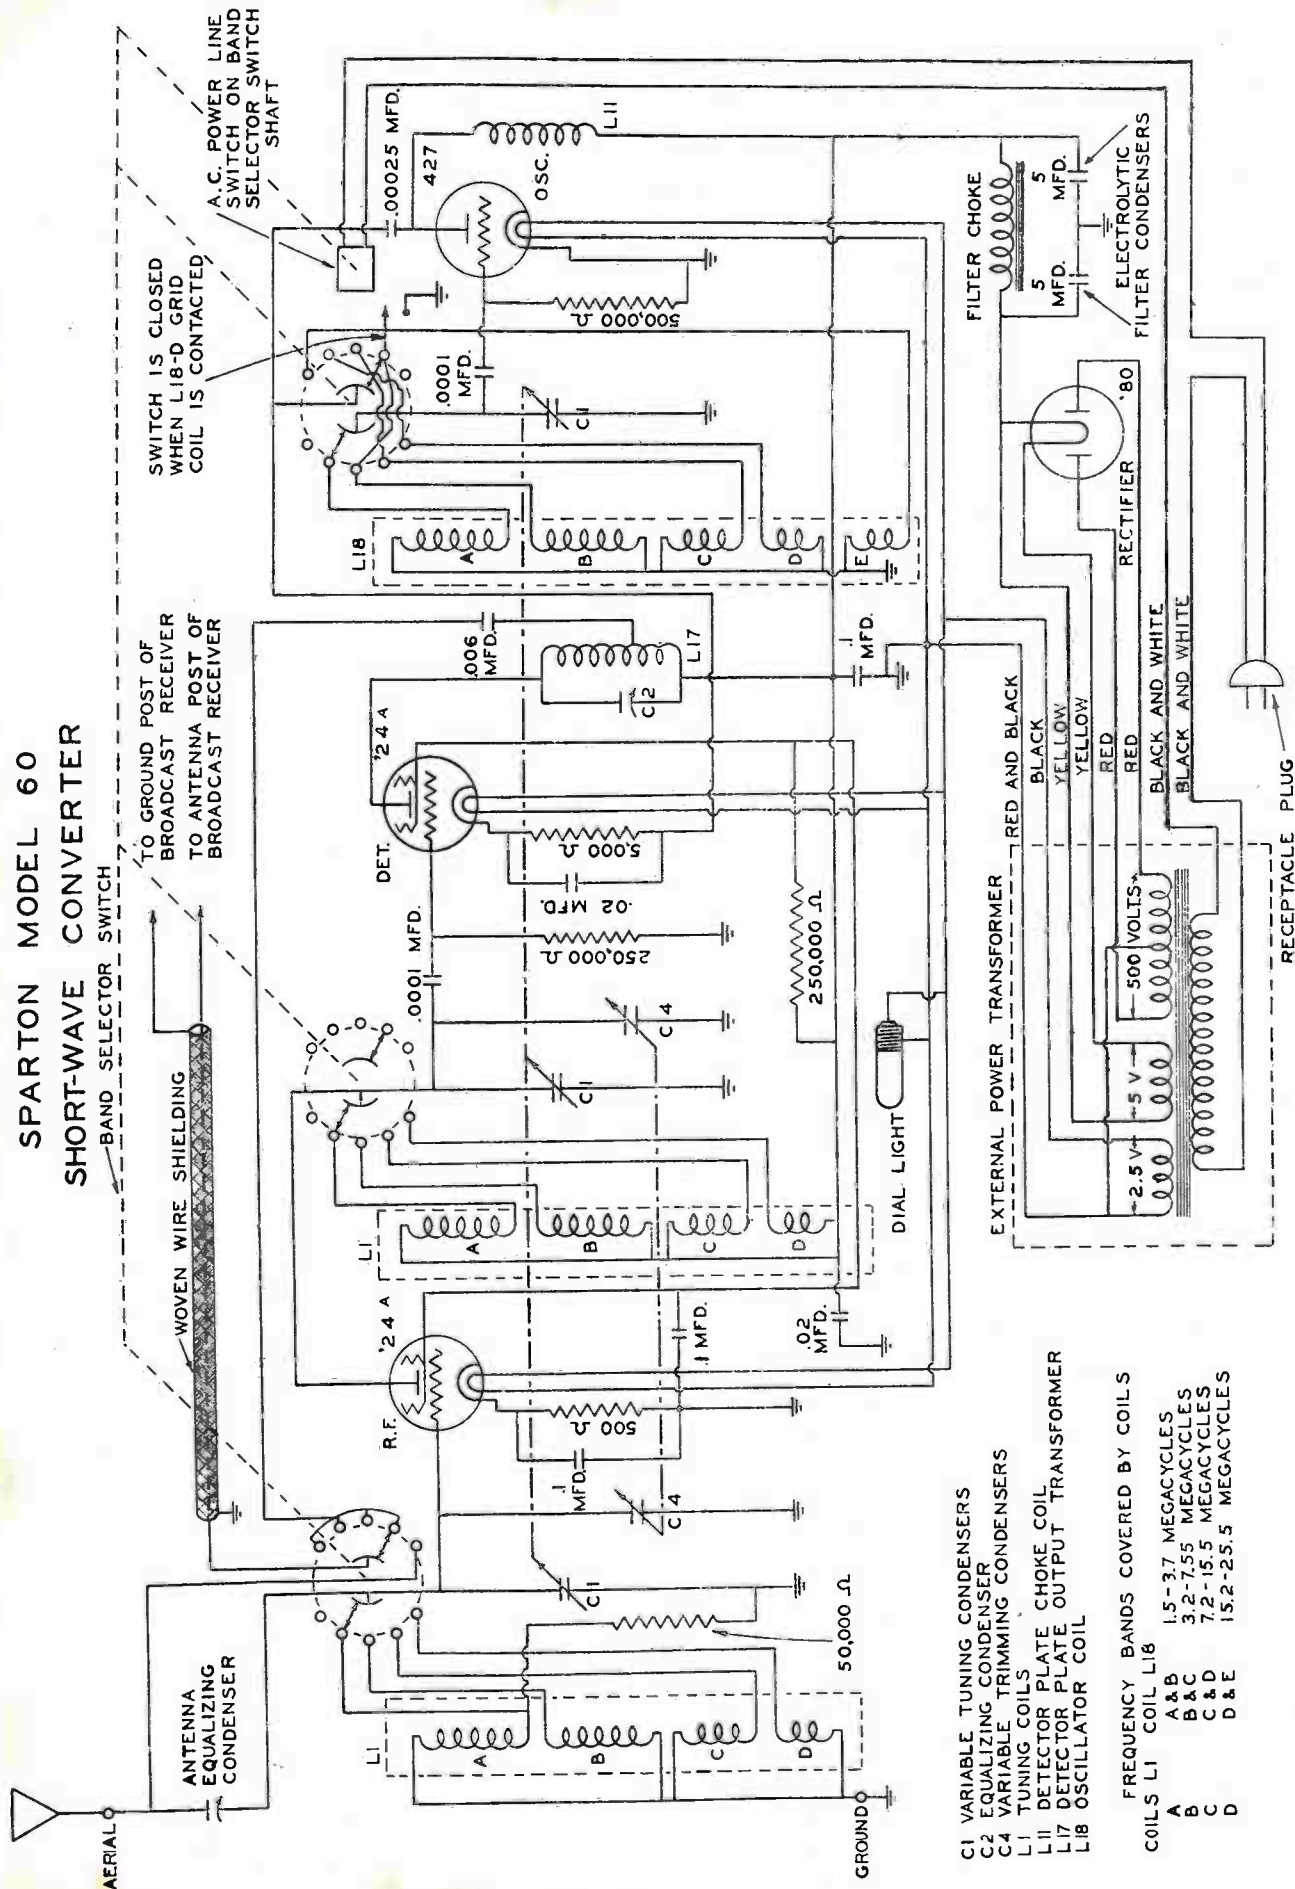 SPARTON MODEL 60
SHORT-WAVE CONVERTER
BAND SELECTOR SWITCH
WOVEN WIRE SHIELDING
TO GROUND POST OF
BROADCAST RECEIVER
TO ANTENNA POST OF
BROADCAST RECEIVER
SWITCH IS CLOSED
WHEN L18-D GRID
COIL IS CONTACTED
A.C. POWER LINE
SWITCH ON BAND
SELECTOR SWITCH
SHAFT
AERIAL
ANTENNA
EQUALIZING
CONDENSER
L1
A
B
C
D
GROUND
50,000 Ω
C1
C4
R.F.
'24 A
.1
MFD.
500 Ω
.1 MFD.
.02
MFD.
L1
A
B
C
D
C1
C4
.0001 MFD.
250,000 Ω
DET.
'24 A
.02 MFD.
5,000 Ω
250,000 Ω
DIAL LIGHT
.006
MFD.
C2
L17
.1
MFD.
L18
A
B
C
D
E
C1
.0001
MFD.
500,000 Ω
.00025 MFD.
427
OSC.
L11
FILTER CHOKE
5
MFD.
5
MFD.
ELECTROLYTIC
FILTER CONDENSERS
RECTIFIER
'80
RED AND BLACK
BLACK
YELLOW
YELLOW
RED
RED
BLACK AND WHITE
BLACK AND WHITE
EXTERNAL POWER TRANSFORMER
2.5 V
5 V
500 VOLTS
RECEPTACLE PLUG
C1 VARIABLE TUNING CONDENSERS
C2 EQUALIZING CONDENSER
C4 VARIABLE TRIMMING CONDENSERS
L1 TUNING COILS
L11 DETECTOR PLATE CHOKE COIL
L17 DETECTOR PLATE OUTPUT TRANSFORMER
L18 OSCILLATOR COIL
FREQUENCY BANDS COVERED BY COILS
COILS L1 COIL L18
A A & B 1.5 - 3.7 MEGACYCLES
B B & C 3.2 - 7.55 MEGACYCLES
C C & D 7.2 - 15.5 MEGACYCLES
D D & E 15.2 - 25.5 MEGACYCLES